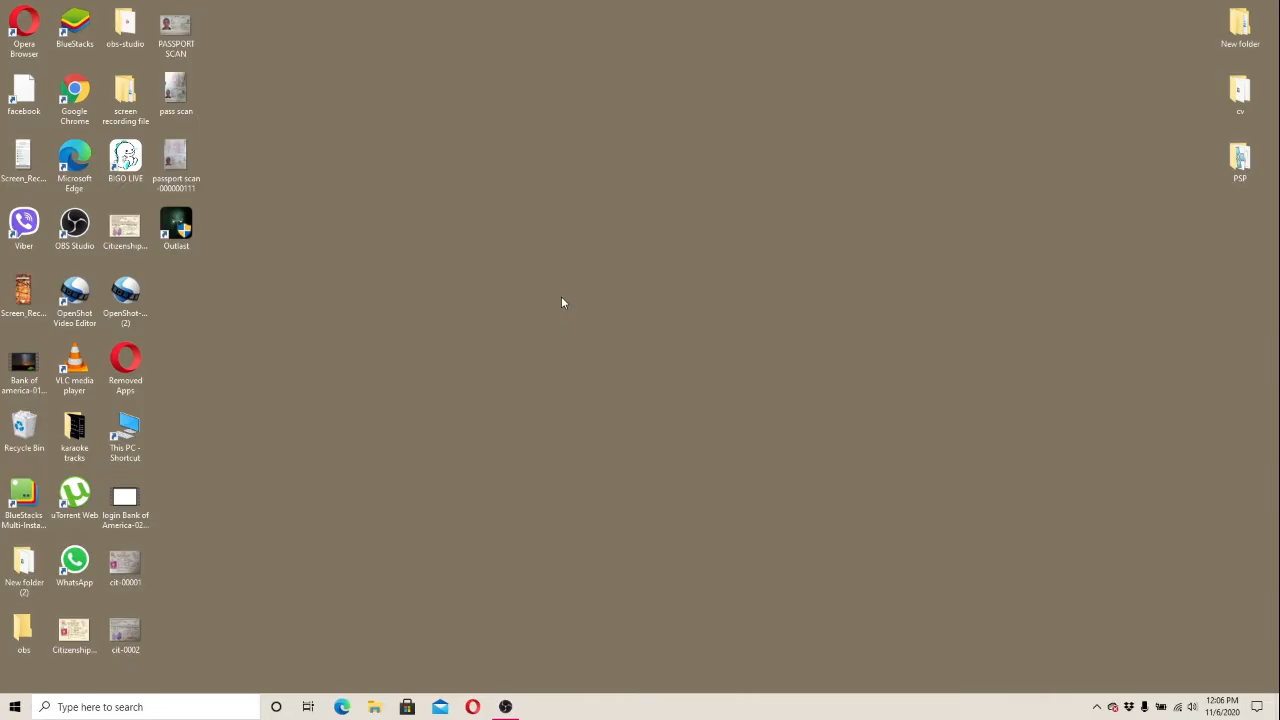 Opera
Browser
BlueStacks
obs-studio
PASSPORT
SCAN
New folder
facebook
Google
Chrome
screen
recording file
pass scan
cv
Screen_Rec...
Microsoft
Edge
BIGO LIVE
passport scan
-000000111
PSP
Viber
OBS Studio
Citizenship...
Outlast
Screen_Rec...
OpenShot
Video Editor
OpenShot-...
(2)
Bank of
america-01...
VLC media
player
Removed
Apps
Recycle Bin
karaoke
tracks
This PC -
Shortcut
BlueStacks
Multi-Insta...
uTorrent Web
login Bank of
America-02...
New folder
(2)
WhatsApp
cit-00001
obs
Citizenship...
cit-0002
Type here to search
12:06 PM
11/6/2020